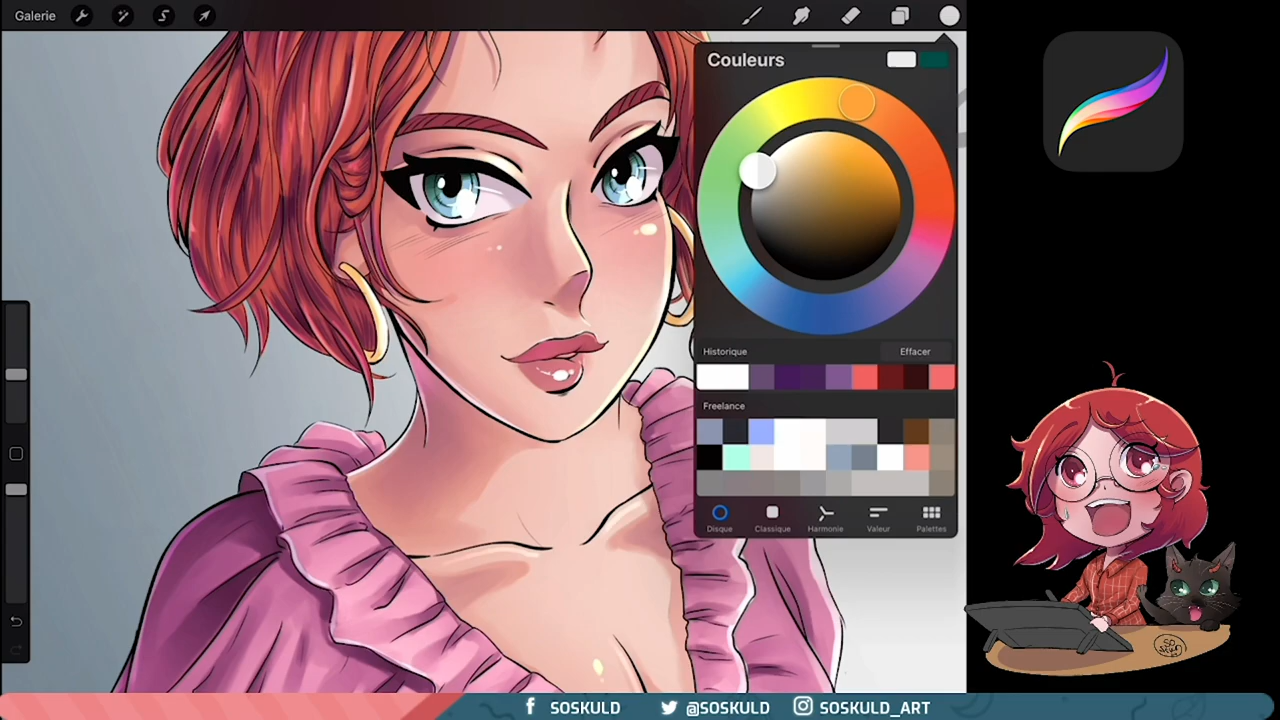 Galerie
Couleurs
Historique
Effacer
Freelance
Disque
Classique
Harmonie
Valeur
Palettes
SOSKULD
@SOSKULD
SOSKULD_ART